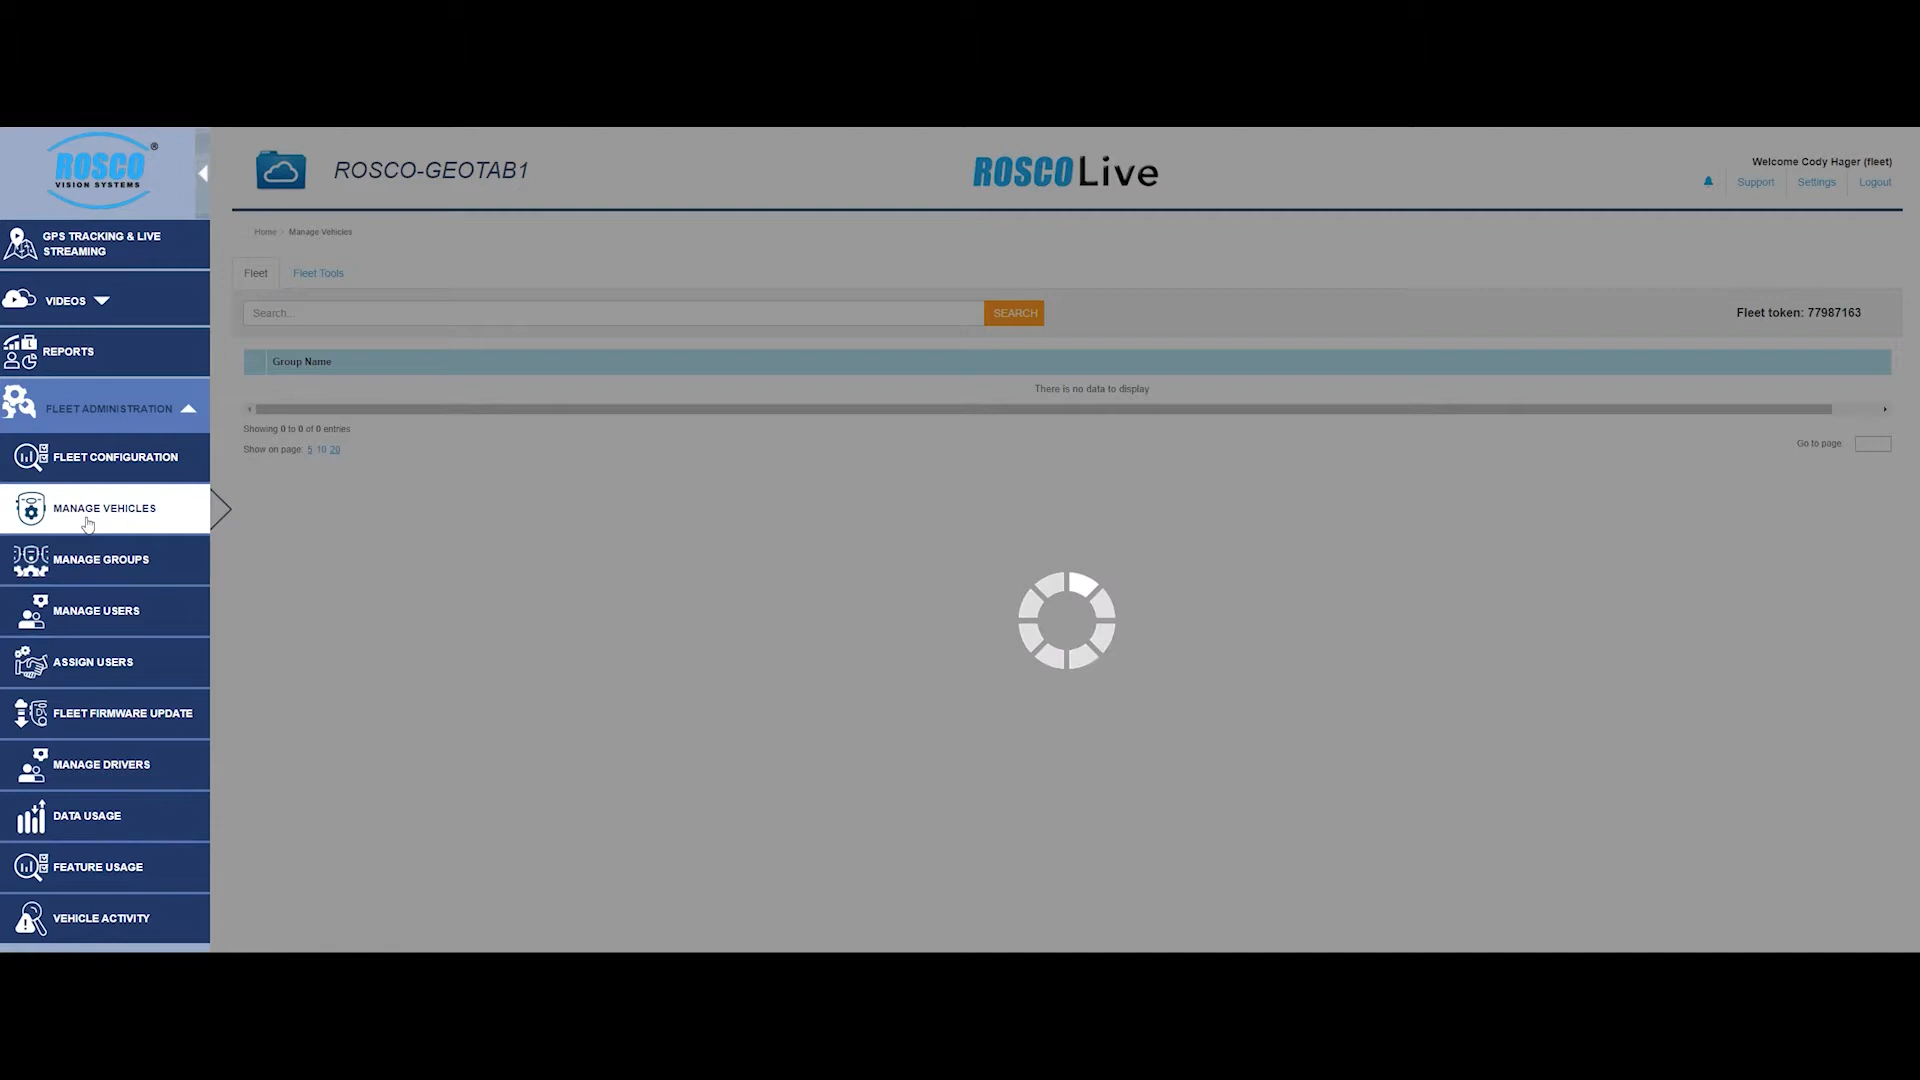 ROSCO®
VISION SYSTEMS
GPS TRACKING & LIVE
STREAMING
VIDEOS
REPORTS
FLEET ADMINISTRATION
FLEET CONFIGURATION
MANAGE VEHICLES
MANAGE GROUPS
MANAGE USERS
ASSIGN USERS
FLEET FIRMWARE UPDATE
MANAGE DRIVERS
DATA USAGE
FEATURE USAGE
VEHICLE ACTIVITY
ROSCO-GEOTAB1
ROSCO Live
Welcome Cody Hager (fleet)
Support Settings Logout
Home > Manage Vehicles
Fleet Fleet Tools
Search... SEARCH Fleet token: 77987163
Group Name
There is no data to display
Showing 0 to 0 of 0 entries
Show on page: 5 10 20 Go to page: